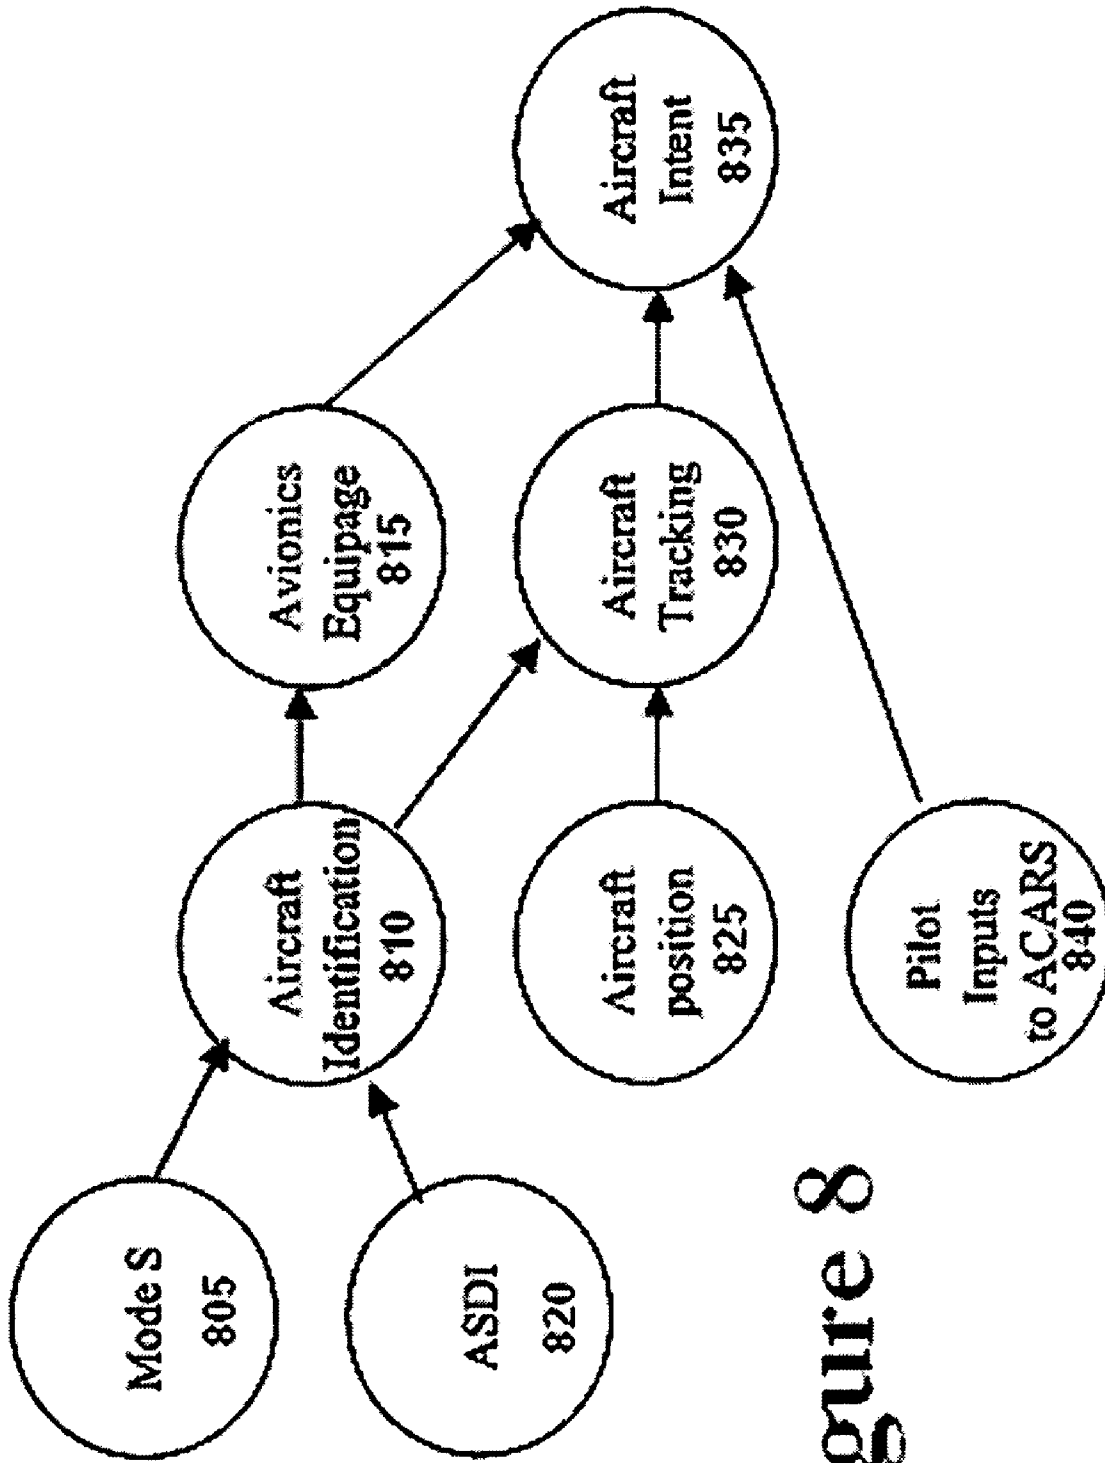 Mode S
805
ASDI
820
Aircraft
Identification
810
Aircraft
position
825
Pilot
Inputs
to ACARS
840
Avionics
Equipage
815
Aircraft
Tracking
830
Aircraft
Intent
835
gure 8